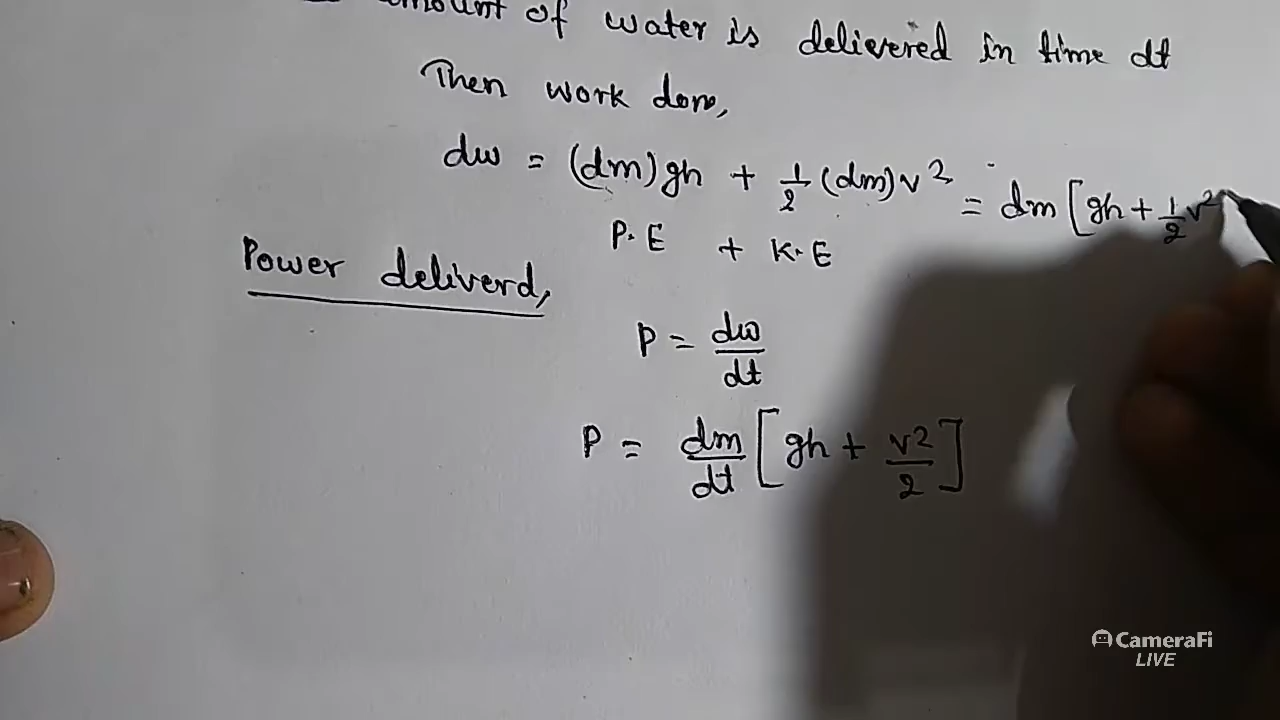 amount of water is delivered in time dt
Then work done,
dw = (dm)gh + 1/2 (dm)v² = dm [gh + 1/2 v²
P.E + K.E
Power deliverd,
P = dw/dt
P = dm/dt [gh + v²/2]
CameraFi
LIVE